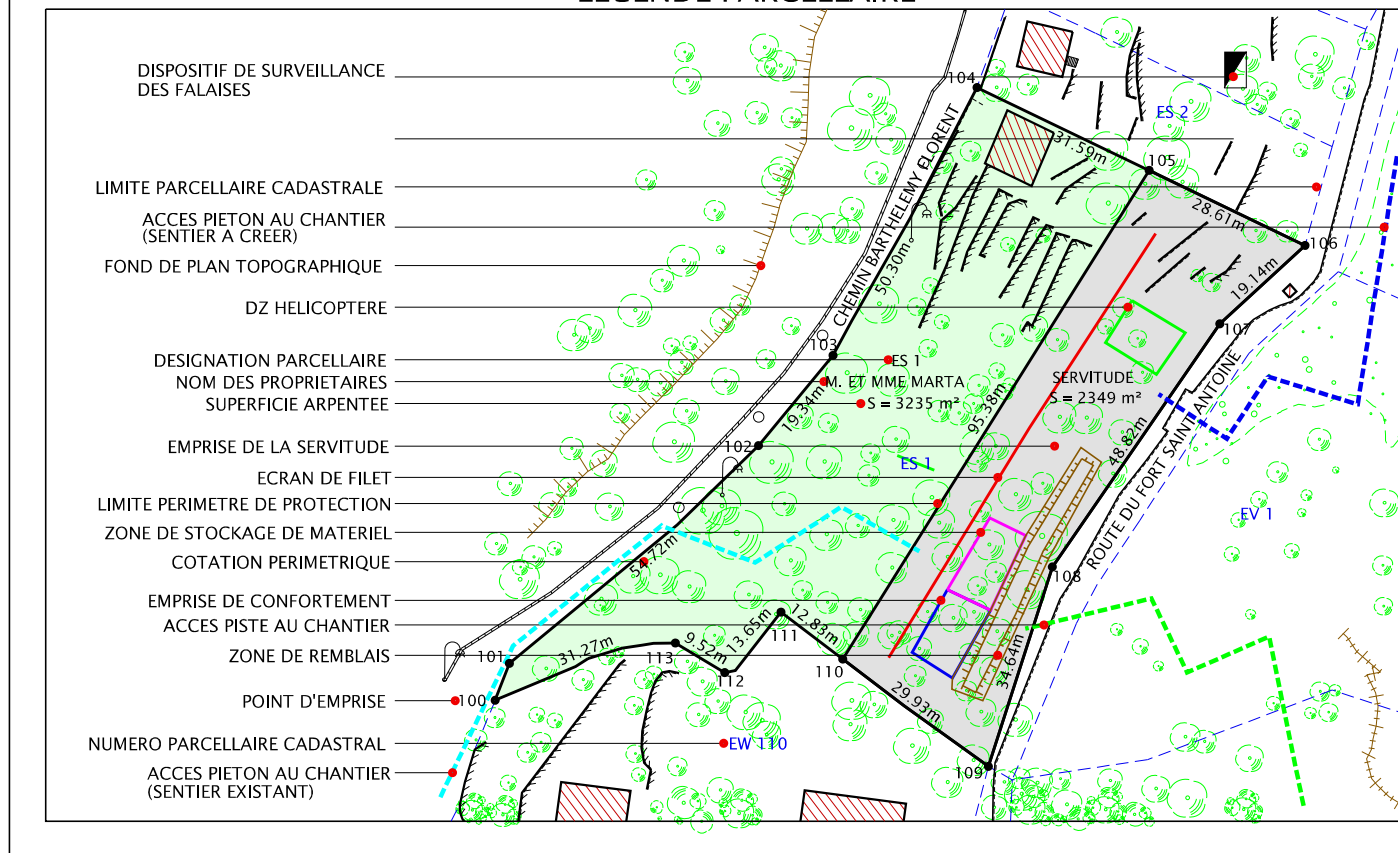 DISPOSITIF DE SURVEILLANCE
DES FALAISES
LIMITE PARCELLAIRE CADASTRALE
ACCES PIETON AU CHANTIER
(SENTIER A CREER)
FOND DE PLAN TOPOGRAPHIQUE
DZ HELICOPTERE
DESIGNATION PARCELLAIRE
NOM DES PROPRIETAIRES
SUPERFICIE ARPENTEE
EMPRISE DE LA SERVITUDE
ECRAN DE FILET
LIMITE PERIMETRE DE PROTECTION
ZONE DE STOCKAGE DE MATERIEL
COTATION PERIMETRIQUE
EMPRISE DE CONFORTEMENT
ACCES PISTE AU CHANTIER
ZONE DE REMBLAIS
POINT D'EMPRISE
NUMERO PARCELLAIRE CADASTRAL
ACCES PIETON AU CHANTIER
(SENTIER EXISTANT)
104
ES 2
31.59m
105
28.61m
106
19.14m
107
CHEMIN BARTHELEMY FLORENT
50.30m
103
ES 1
M. ET MME MARTA
S = 3235 m²
SERVITUDE
S = 2349 m²
19.34m
95.38m
48.82m
ROUTE DU FORT SAINT ANTOINE
102
ES 1
EV 1
54.72m
108
111
12.83m
13.65m
9.52m
113
31.27m
101
112
110
34.64m
29.93m
100
EW 110
109